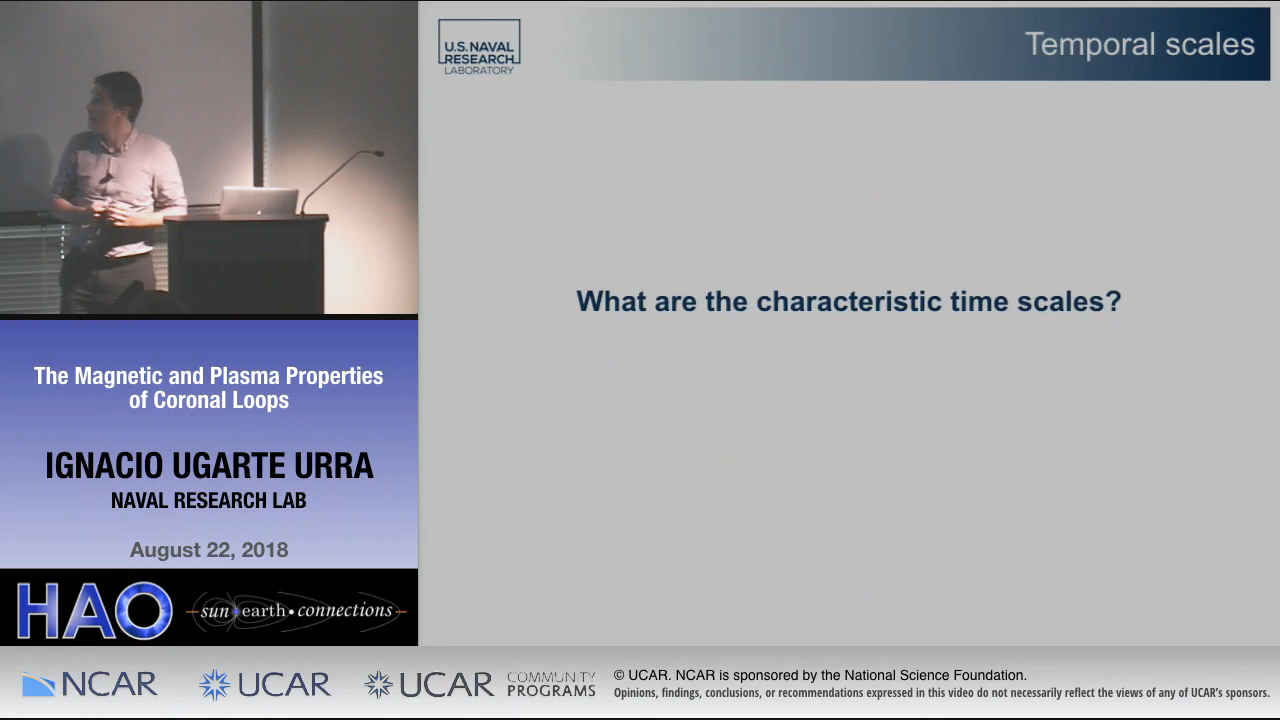 U.S. NAVAL
RESEARCH
LABORATORY
Temporal scales
What are the characteristic time scales?
The Magnetic and Plasma Properties
of Coronal Loops
IGNACIO UGARTE URRA
NAVAL RESEARCH LAB
August 22, 2018
HAO
sun•earth•connections
NCAR
UCAR
UCAR
COMMUNITY
PROGRAMS
© UCAR. NCAR is sponsored by the National Science Foundation.
Opinions, findings, conclusions, or recommendations expressed in this video do not necessarily reflect the views of any of UCAR's sponsors.